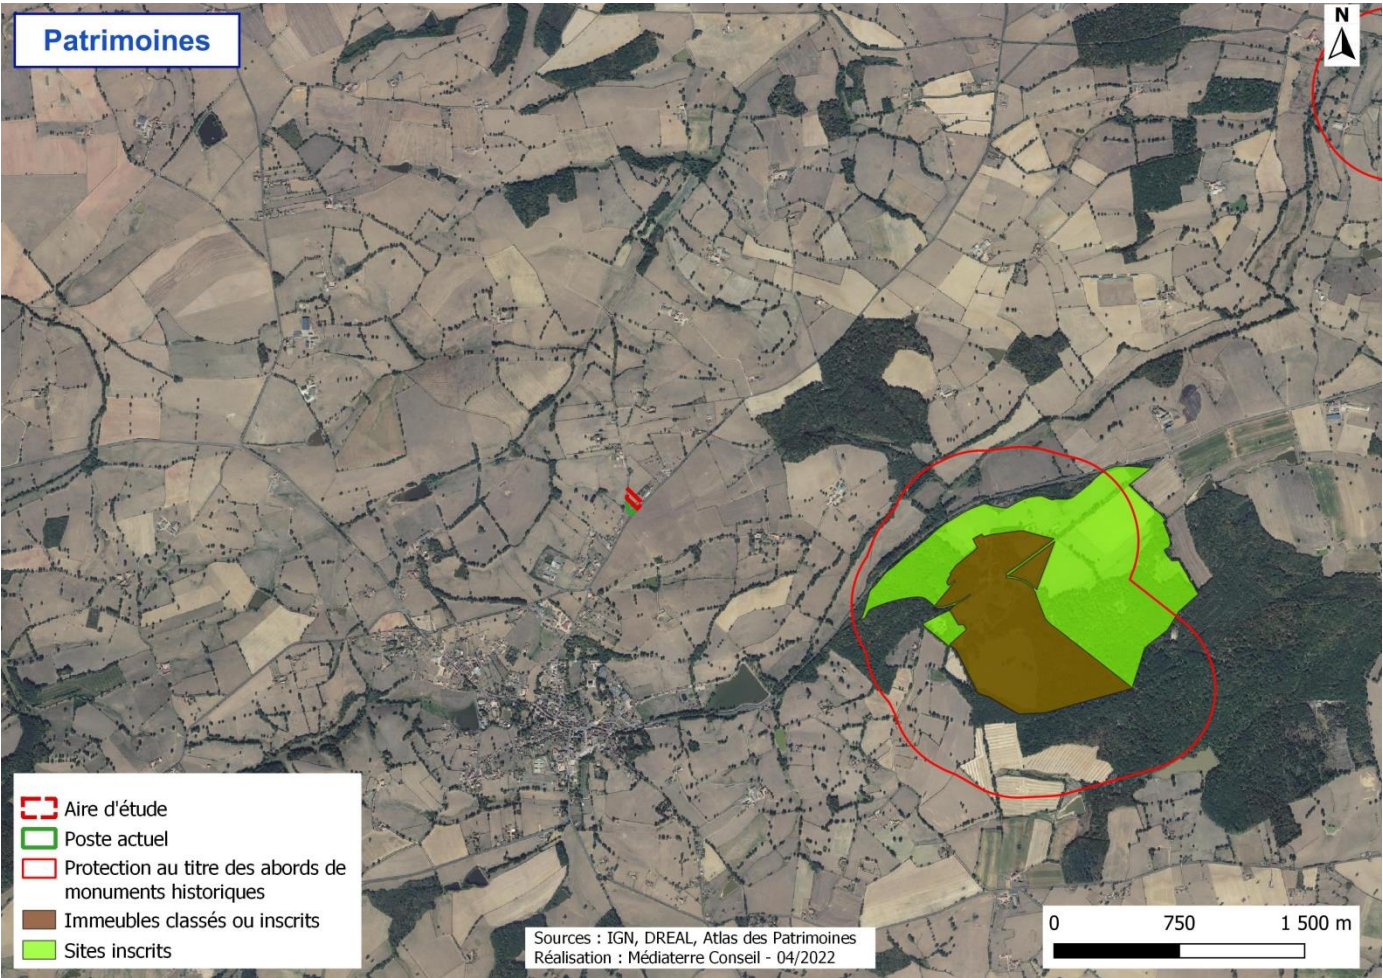 Patrimoines
N
Aire d'étude
Poste actuel
Protection au titre des abords de
monuments historiques
Immeubles classés ou inscrits
Sites inscrits
Sources : IGN, DREAL, Atlas des Patrimoines
Réalisation : Médiaterre Conseil - 04/2022
0 750 1 500 m